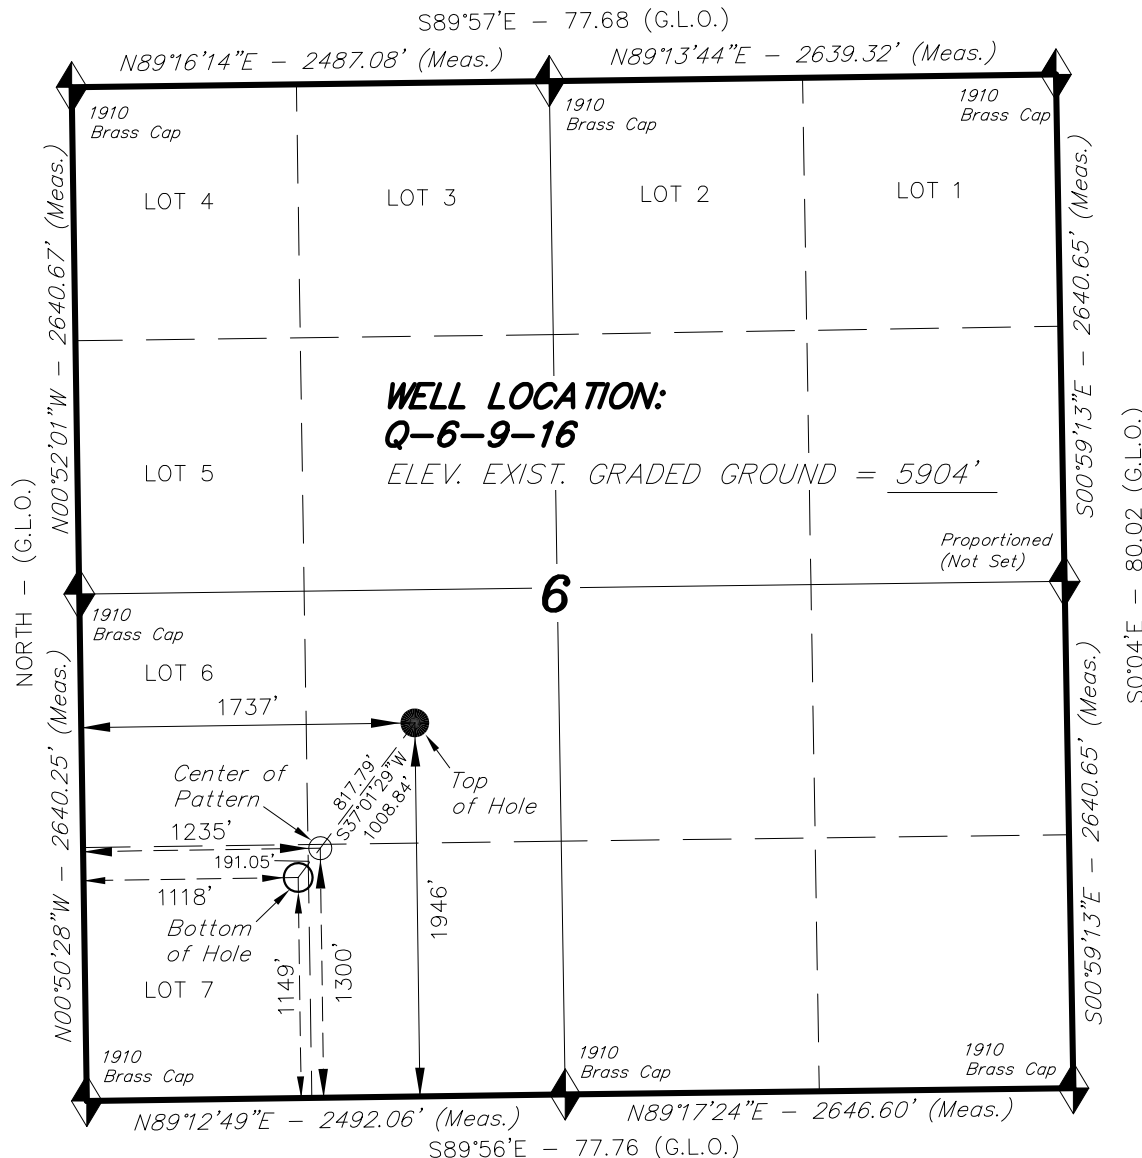 S89°57'E - 77.68 (G.L.O.)
N89°16'14"E - 2487.08' (Meas.)
N89°13'44"E - 2639.32' (Meas.)
1910
Brass Cap
1910
Brass Cap
1910
Brass Cap
LOT 4
LOT 3
LOT 2
LOT 1
N00°52'01"W - 2640.67' (Meas.)
S00°59'13"E - 2640.65' (Meas.)
WELL LOCATION:
Q-6-9-16
ELEV. EXIST. GRADED GROUND = 5904'
LOT 5
NORTH - (G.L.O.)
S0°04'E - 80.02 (G.L.O.)
Proportioned
(Not Set)
6
1910
Brass Cap
LOT 6
1737'
Top
of Hole
817.79'
S37°01'29"W
1008.84'
Center of
Pattern
1235'
191.05'
1118'
Bottom
of Hole
1149'
1300'
1946'
LOT 7
N00°50'28"W - 2640.25' (Meas.)
S00°59'13"E - 2640.65' (Meas.)
1910
Brass Cap
1910
Brass Cap
1910
Brass Cap
N89°12'49"E - 2492.06' (Meas.)
N89°17'24"E - 2646.60' (Meas.)
S89°56'E - 77.76 (G.L.O.)